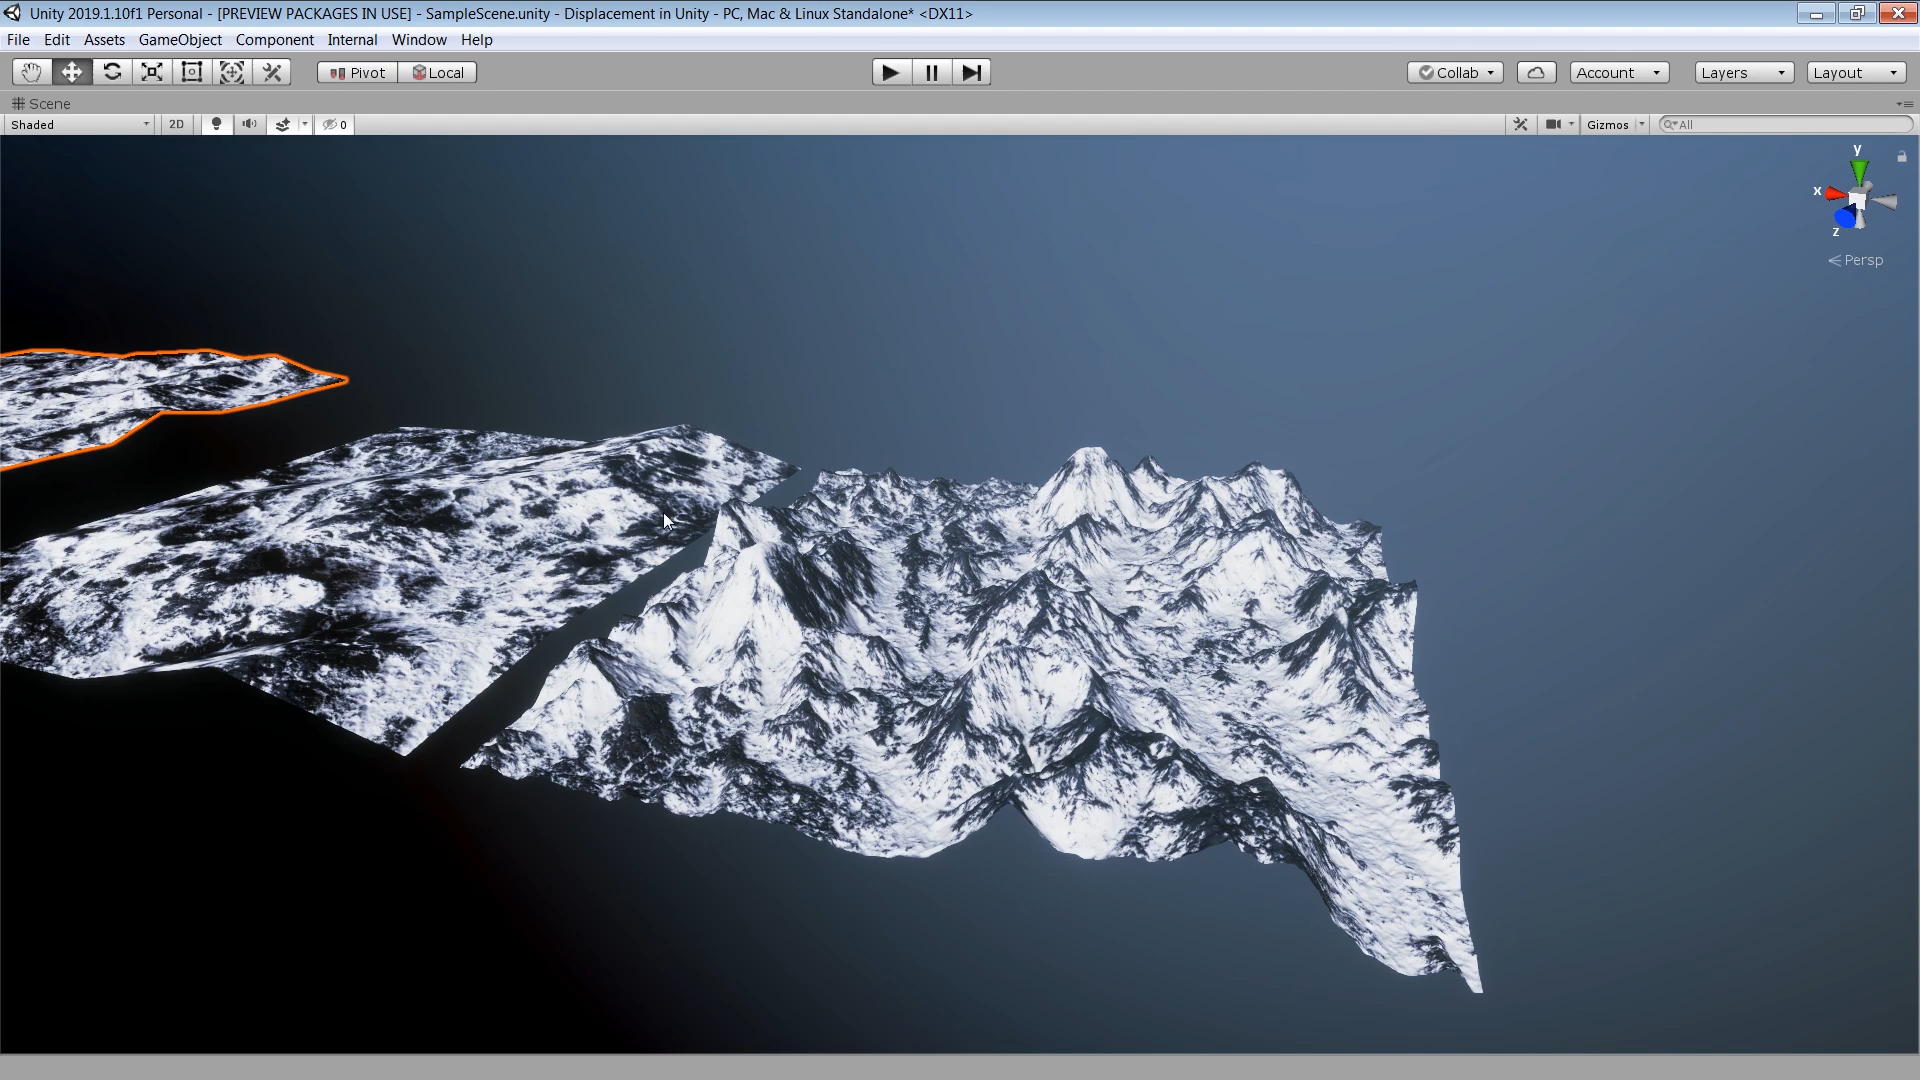 Unity 2019.1.10f1 Personal - [PREVIEW PACKAGES IN USE] - SampleScene.unity - Displacement in Unity - PC, Mac & Linux Standalone* <DX11>
File Edit Assets GameObject Component Internal Window Help
Pivot Local Collab Account Layers Layout
Scene
Shaded 2D 0 Gizmos All
y
x
z
Persp